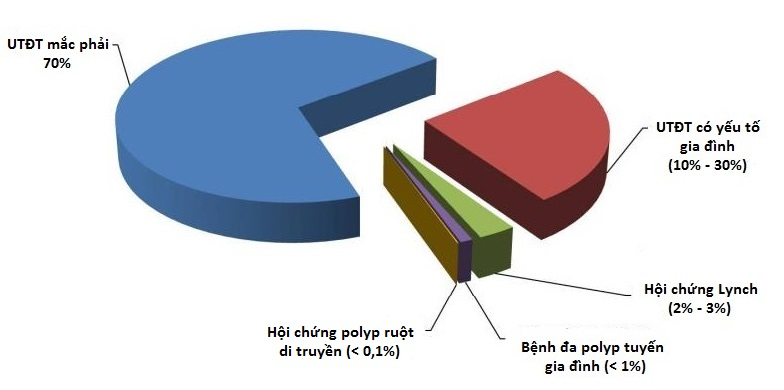 UTĐT mắc phải
70%
UTĐT có yếu tố
gia đình
(10% - 30%)
Hội chứng Lynch
(2% - 3%)
Hội chứng polyp ruột
di truyền (< 0,1%)
Bệnh đa polyp tuyến
gia đình (< 1%)